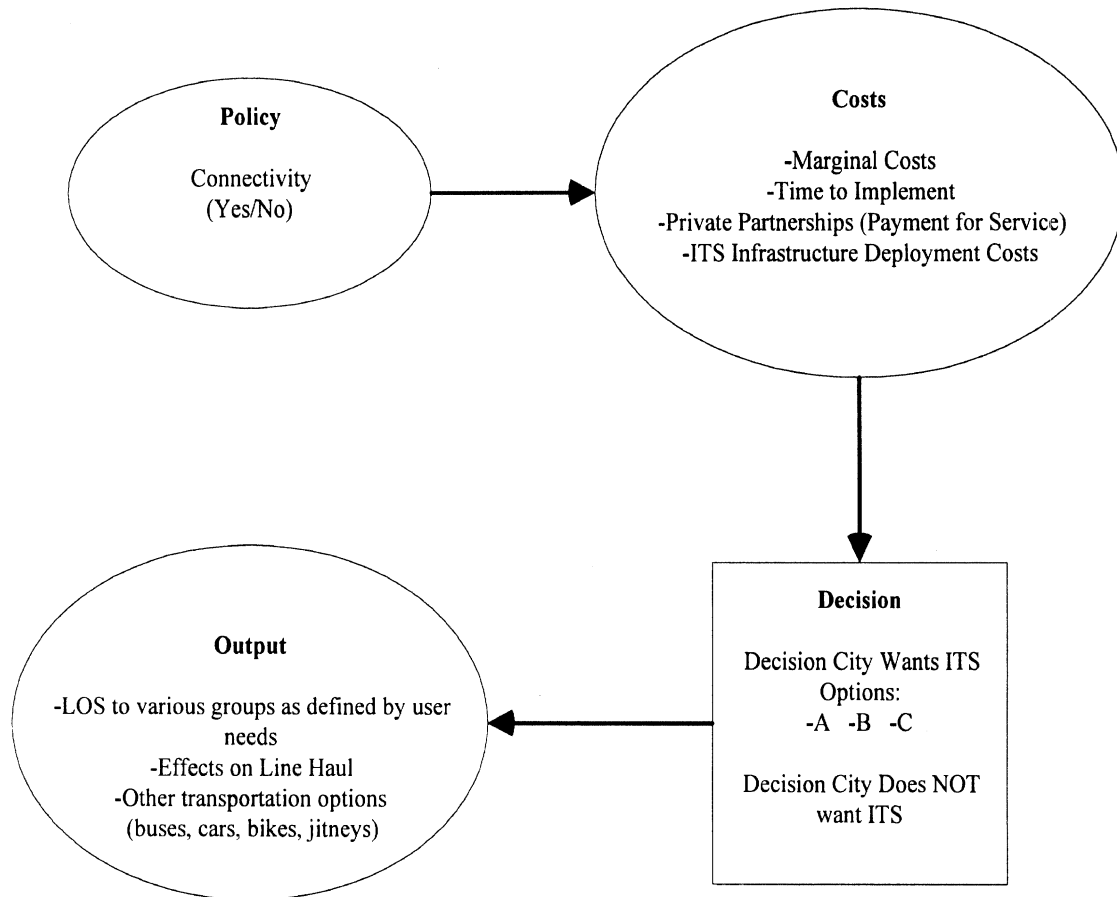 Policy
Connectivity
(Yes/No)
Costs
-Marginal Costs
-Time to Implement
-Private Partnerships (Payment for Service)
-ITS Infrastructure Deployment Costs
Decision
Decision City Wants ITS
Options:
-A -B -C
Decision City Does NOT
want ITS
Output
-LOS to various groups as defined by user
needs
-Effects on Line Haul
-Other transportation options
(buses, cars, bikes, jitneys)